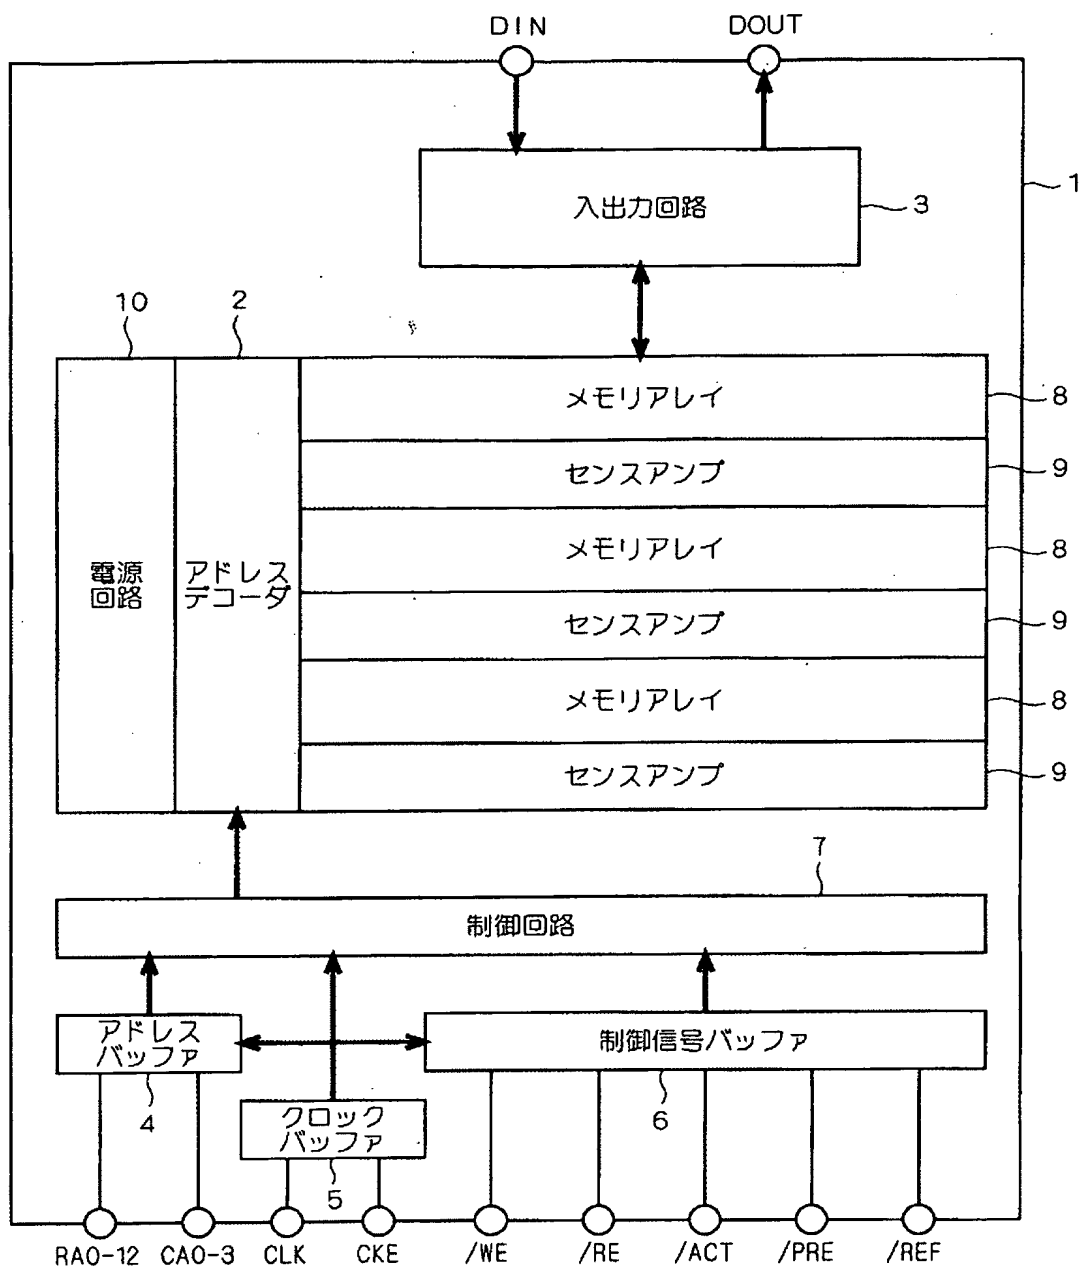 DIN
DOUT
1
入出力回路
3
10
2
メモリアレイ
8
センスアンプ
9
メモリアレイ
8
電源
回路
アドレス
デコーダ
センスアンプ
9
メモリアレイ
8
センスアンプ
9
7
制御回路
アドレス
バッファ
制御信号バッファ
4
6
クロック
バッファ
5
RA0-12
CA0-3
CLK
CKE
/WE
/RE
/ACT
/PRE
/REF